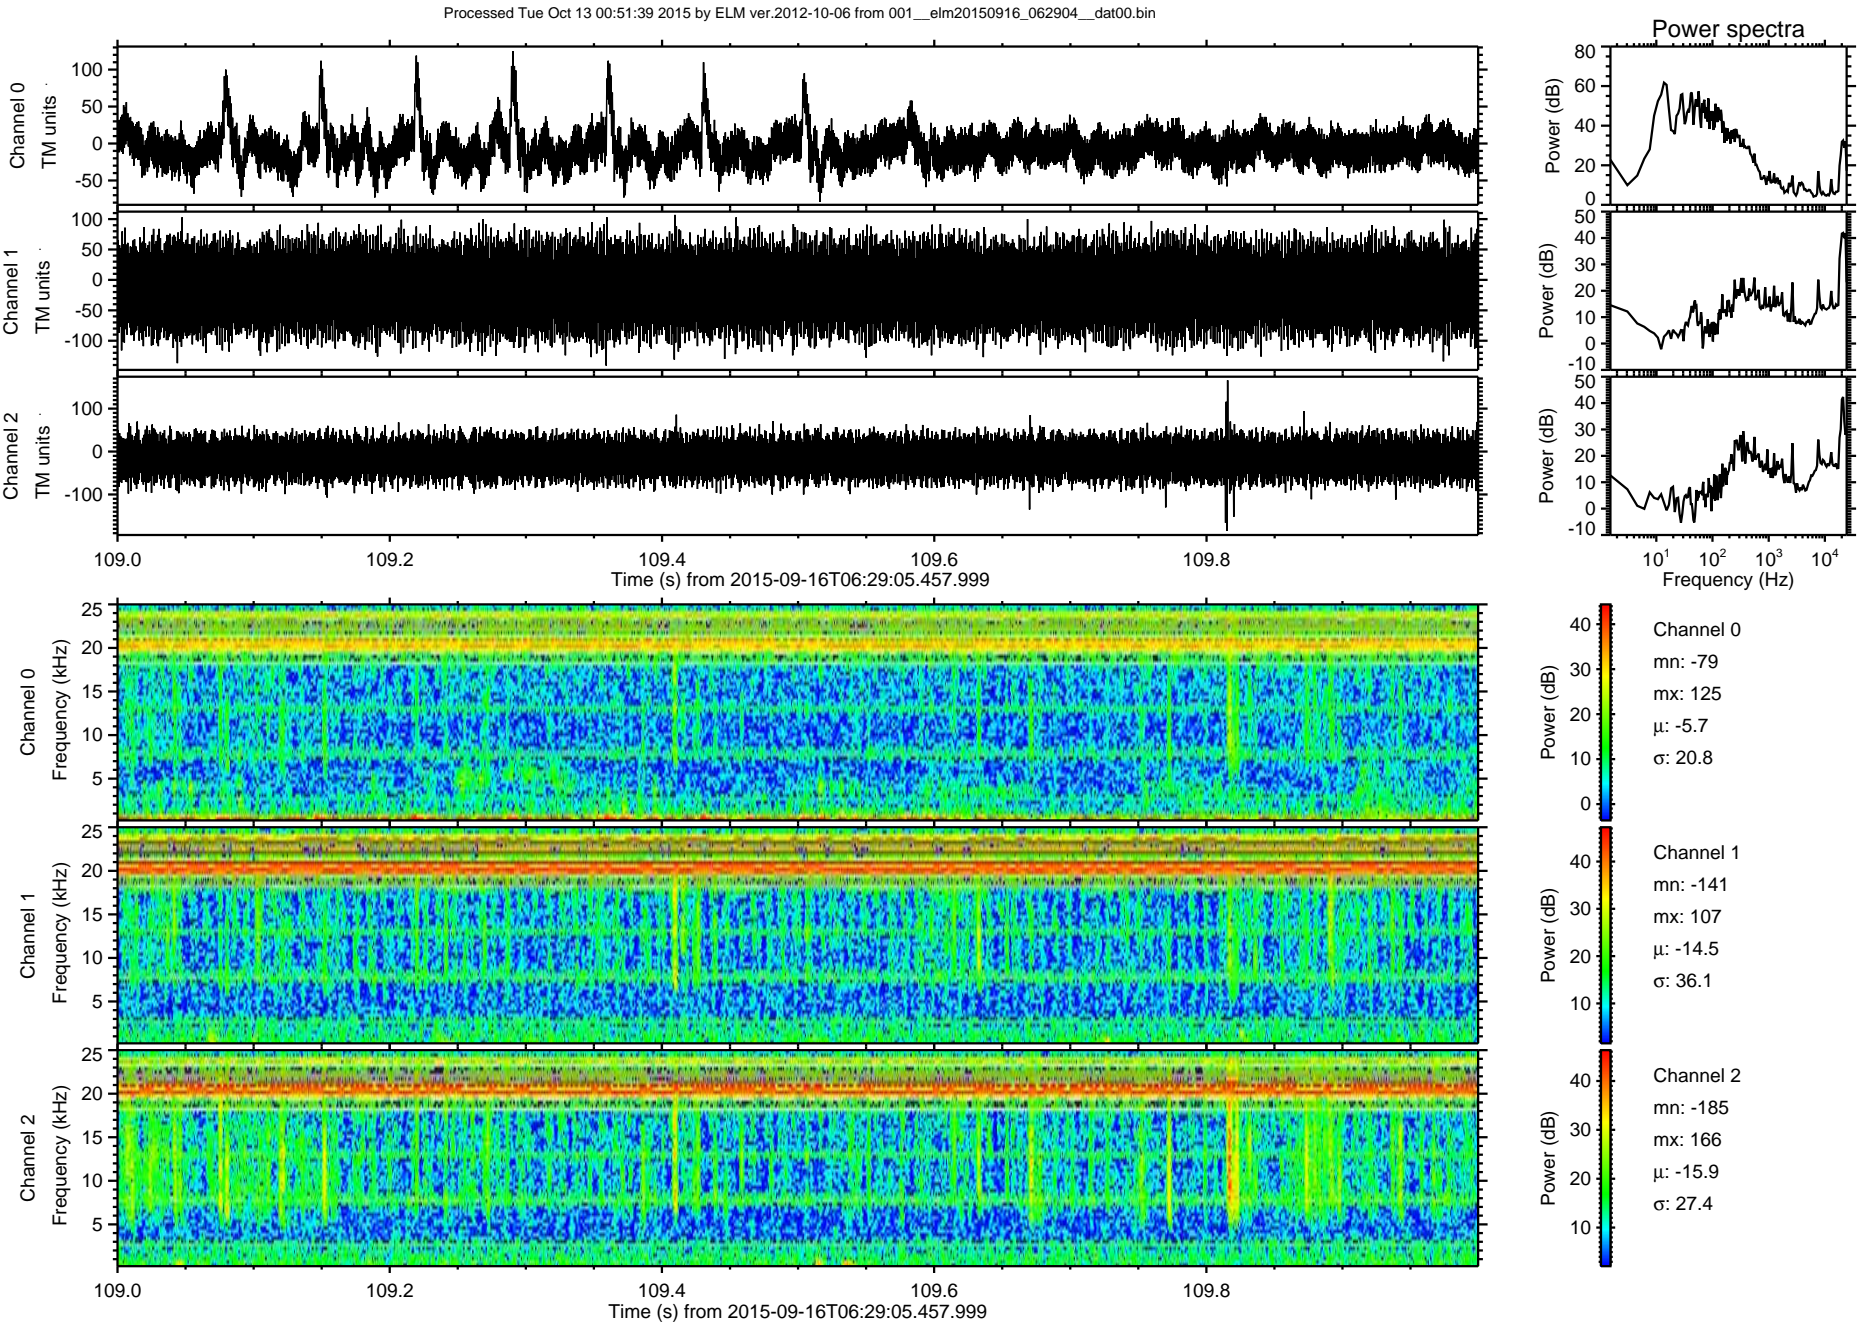 Processed Tue Oct 13 00:51:39 2015 by ELM ver.2012-10-06 from 001__elm20150916_062904__dat00.bin
Power spectra
Channel 0
TM units
100
50
0
-50
Power (dB)
80
60
40
20
0
Channel 1
TM units
100
50
0
-50
-100
Power (dB)
50
40
30
20
10
0
-10
Channel 2
TM units
100
0
-100
Power (dB)
50
40
30
20
10
0
-10
109.0 109.2 109.4 109.6 109.8
Time (s) from 2015-09-16T06:29:05.457.999
10^1 10^2 10^3 10^4
Frequency (Hz)
Channel 0
Frequency (kHz)
25
20
15
10
5
Power (dB)
40
30
20
10
0
Channel 0
mn: -79
mx: 125
μ: -5.7
σ: 20.8
Channel 1
Frequency (kHz)
25
20
15
10
5
Power (dB)
40
30
20
10
Channel 1
mn: -141
mx: 107
μ: -14.5
σ: 36.1
Channel 2
Frequency (kHz)
25
20
15
10
5
Power (dB)
40
30
20
10
Channel 2
mn: -185
mx: 166
μ: -15.9
σ: 27.4
109.0 109.2 109.4 109.6 109.8
Time (s) from 2015-09-16T06:29:05.457.999